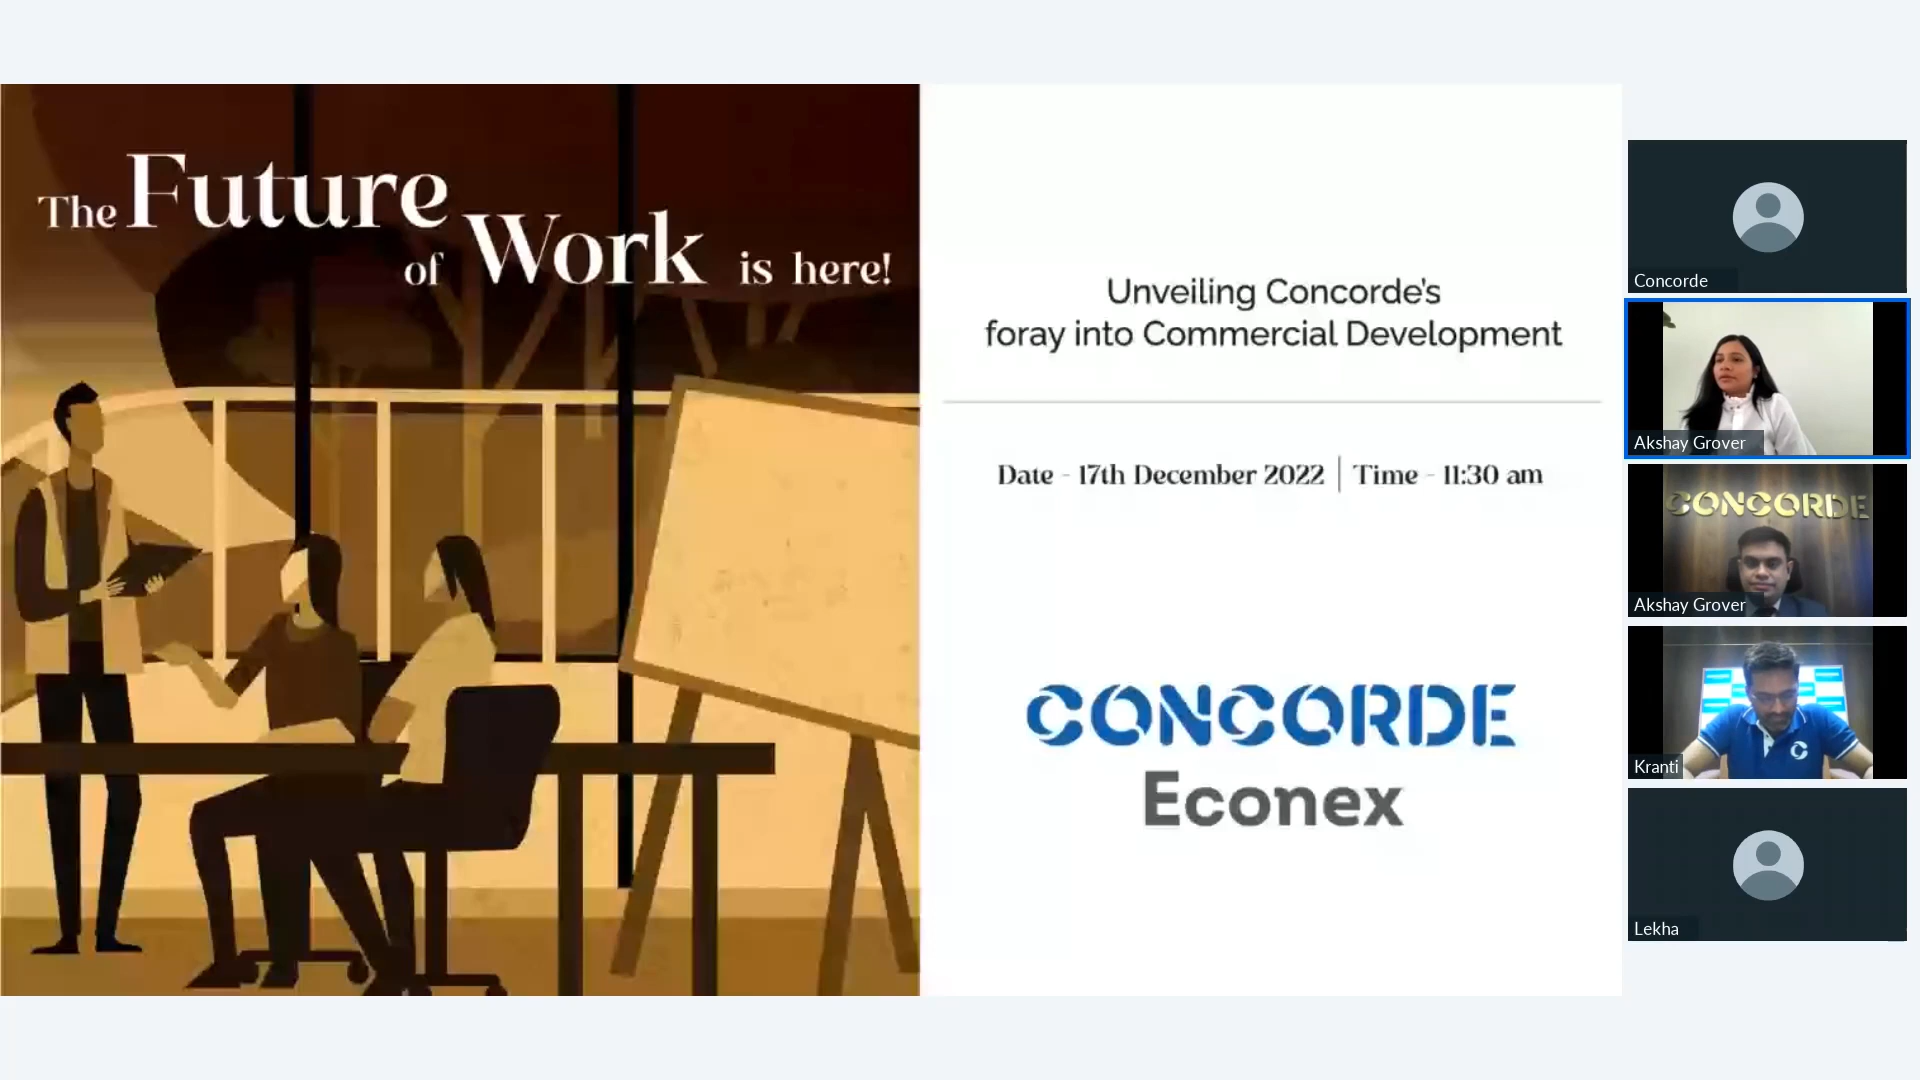 The Future
of Work is here!
Unveiling Concorde's
foray into Commercial Development
Date - 17th December 2022 | Time - 11:30 am
CONCORDE
Econex
Concorde
Akshay Grover
CONCORDE
Akshay Grover
Kranti
Lekha